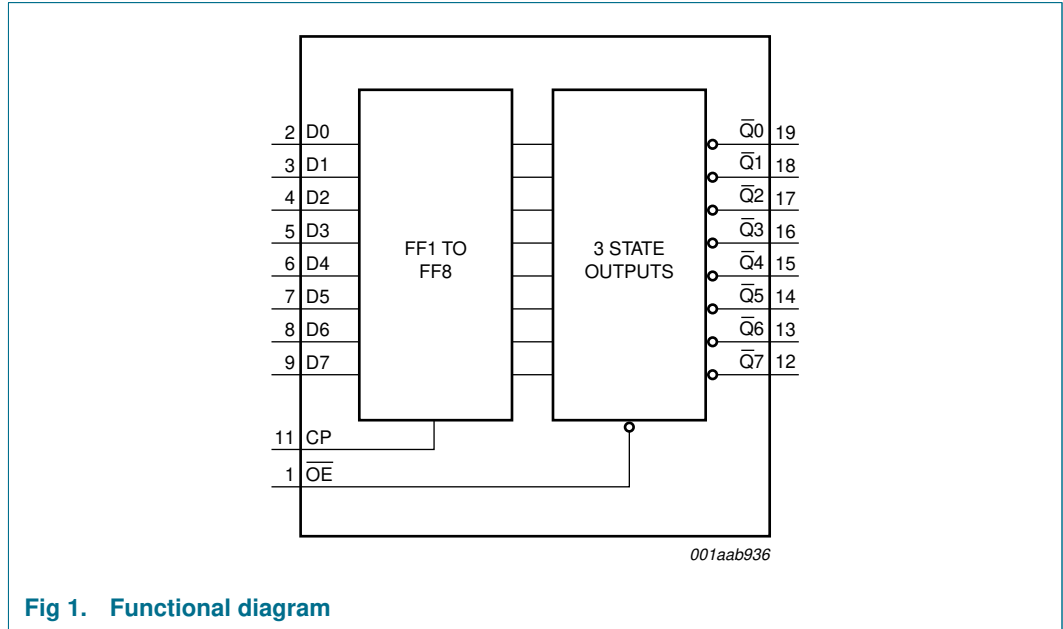 2 D0
3 D1
4 D2
5 D3
6 D4
7 D5
8 D6
9 D7
11 CP
1 O̅E̅
FF1 TO
FF8
3 STATE
OUTPUTS
Q̅0 19
Q̅1 18
Q̅2 17
Q̅3 16
Q̅4 15
Q̅5 14
Q̅6 13
Q̅7 12
001aab936
Fig 1. Functional diagram